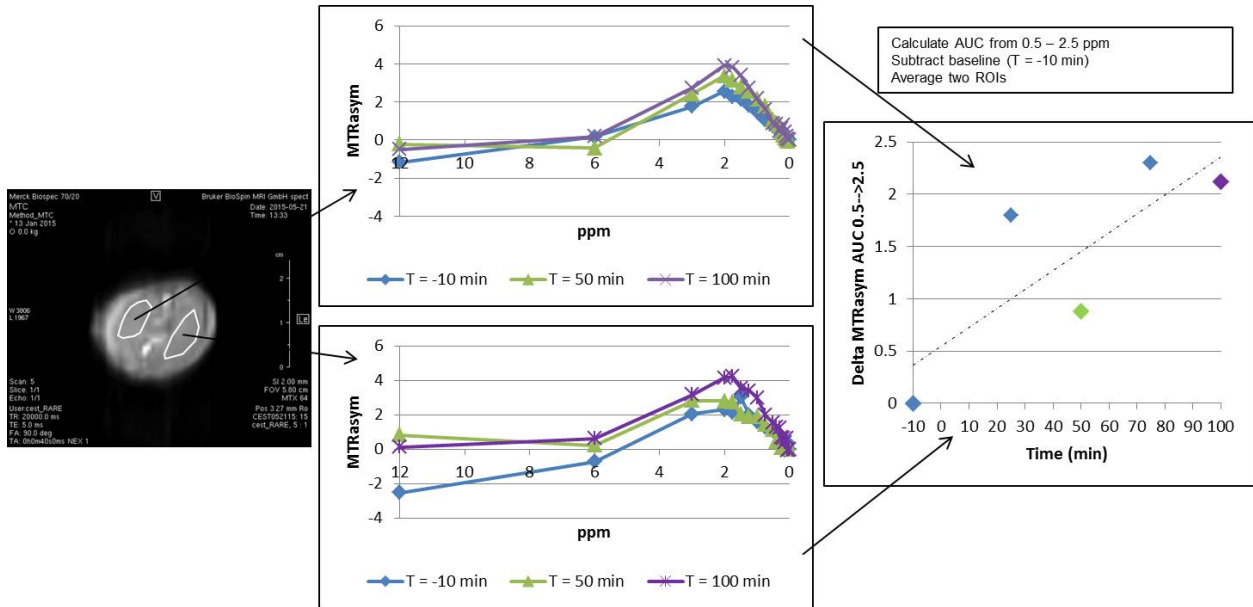 Merck Biospec 70/20
MTC
Method_MTC
* 13 Jan 2015
O 0.0 kg
V
Bruker BioSpin MRI GmbH spect
Date: 2015-05-21
Time: 13:33
cm
2
1
0
Le
W 3806
L 1967
Scan: 5
Slice: 1/1
Echo: 1/1
User:cest_RARE
TR: 20000.0 ms
TE: 5.0 ms
FA: 90.0 deg
TA: 0h0m40s0ms NEX 1
SI 2.00 mm
FOV 5.80 cm
MTX 64
Pos 3.27 mm Ro
CEST052115: 15
cest_RARE, 5 : 1
6
4
2
0
-2
-4
MTRasym
12 10 8 6 4 2 0
ppm
T = -10 min T = 50 min T = 100 min
6
4
2
0
-2
-4
MTRasym
12 10 8 6 4 2 0
ppm
T = -10 min T = 50 min T = 100 min
Calculate AUC from 0.5 – 2.5 ppm
Subtract baseline (T = -10 min)
Average two ROIs
2.5
2
1.5
1
0.5
0
Delta MTRasym AUC 0.5-->2.5
-10 0 10 20 30 40 50 60 70 80 90 100
Time (min)